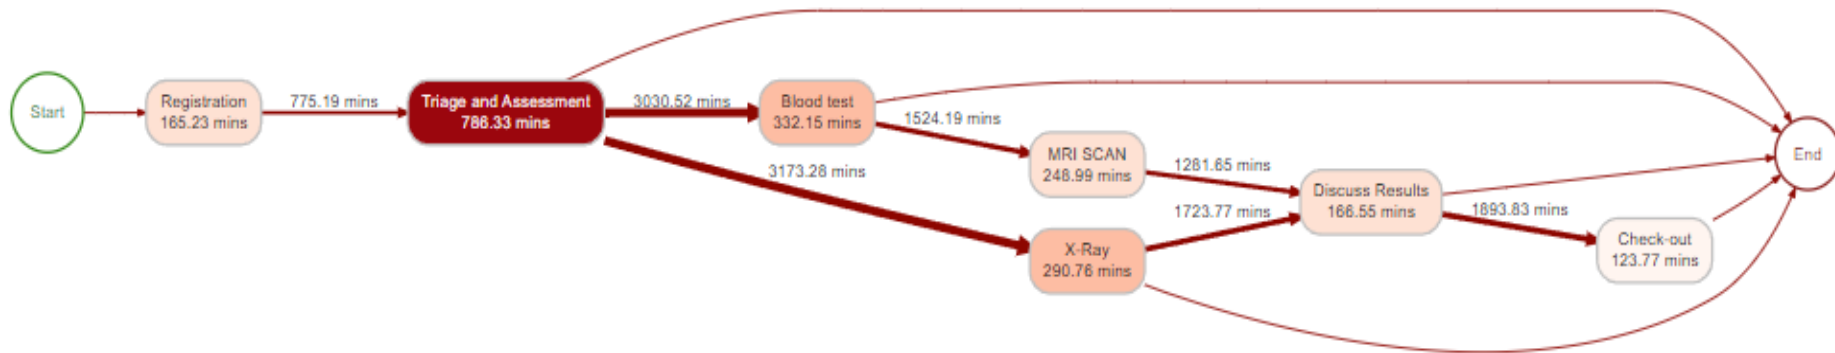 Start
Registration
165.23 mins
775.19 mins
Triage and Assessment
786.33 mins
3030.52 mins
Blood test
332.15 mins
1524.19 mins
3173.28 mins
MRI SCAN
248.99 mins
1281.65 mins
X-Ray
290.76 mins
1723.77 mins
Discuss Results
166.55 mins
1893.83 mins
Check-out
123.77 mins
End